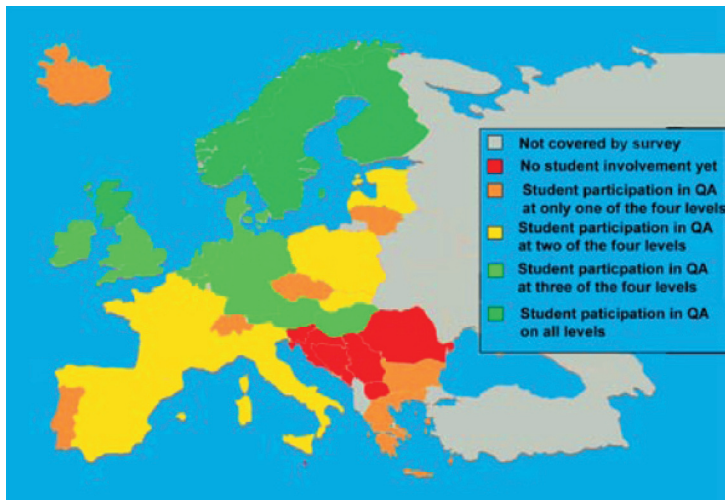 Not covered by survey
No student involvement yet
Student participation in QA
at only one of the four levels
Student participation in QA
at two of the four levels
Student particpation in QA
at three of the four levels
Student paticipation in QA
on all levels